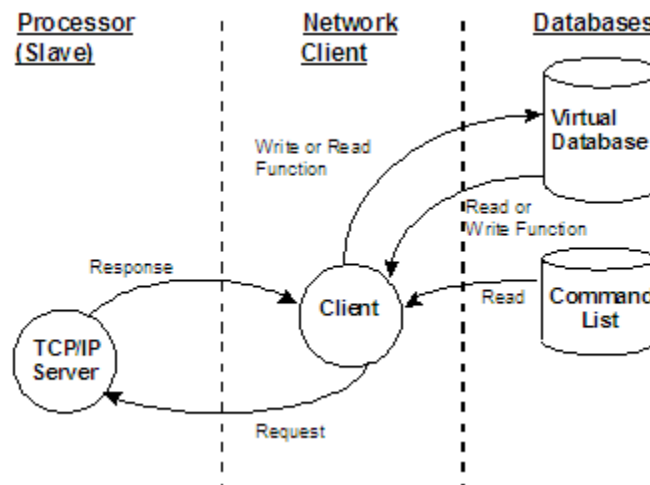 Processor
(Slave)
Network
Client
Databases
Virtual
Database
Write or Read
Function
Read or
Write Function
Response
Client
Read
Command
List
TCP/IP
Server
Request